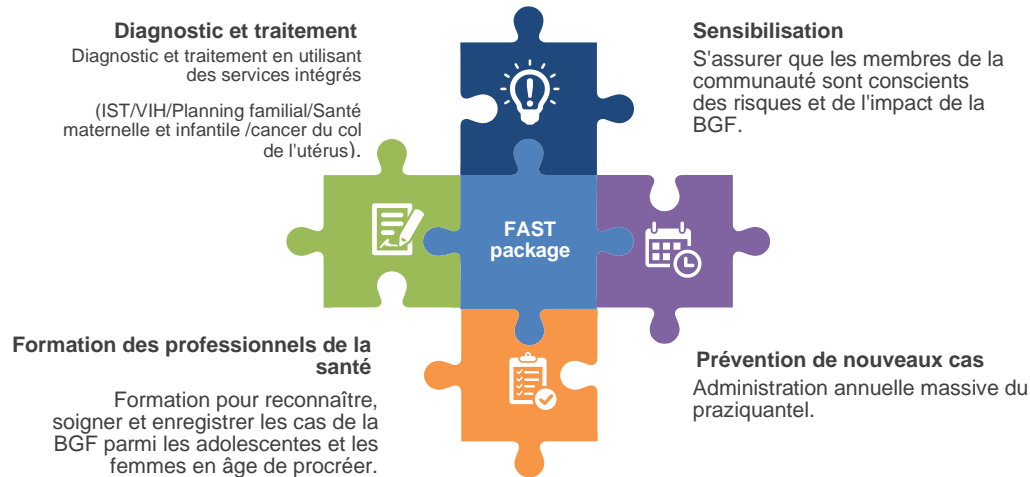 Diagnostic et traitement
Diagnostic et traitement en utilisant
des services intégrés
(IST/VIH/Planning familial/Santé
maternelle et infantile /cancer du col
de l'utérus).
Sensibilisation
S'assurer que les membres de la
communauté sont conscients
des risques et de l'impact de la
BGF.
FAST
package
Formation des professionnels de la
santé
Formation pour reconnaître,
soigner et enregistrer les cas de la
BGF parmi les adolescentes et les
femmes en âge de procréer.
Prévention de nouveaux cas
Administration annuelle massive du
praziquantel.